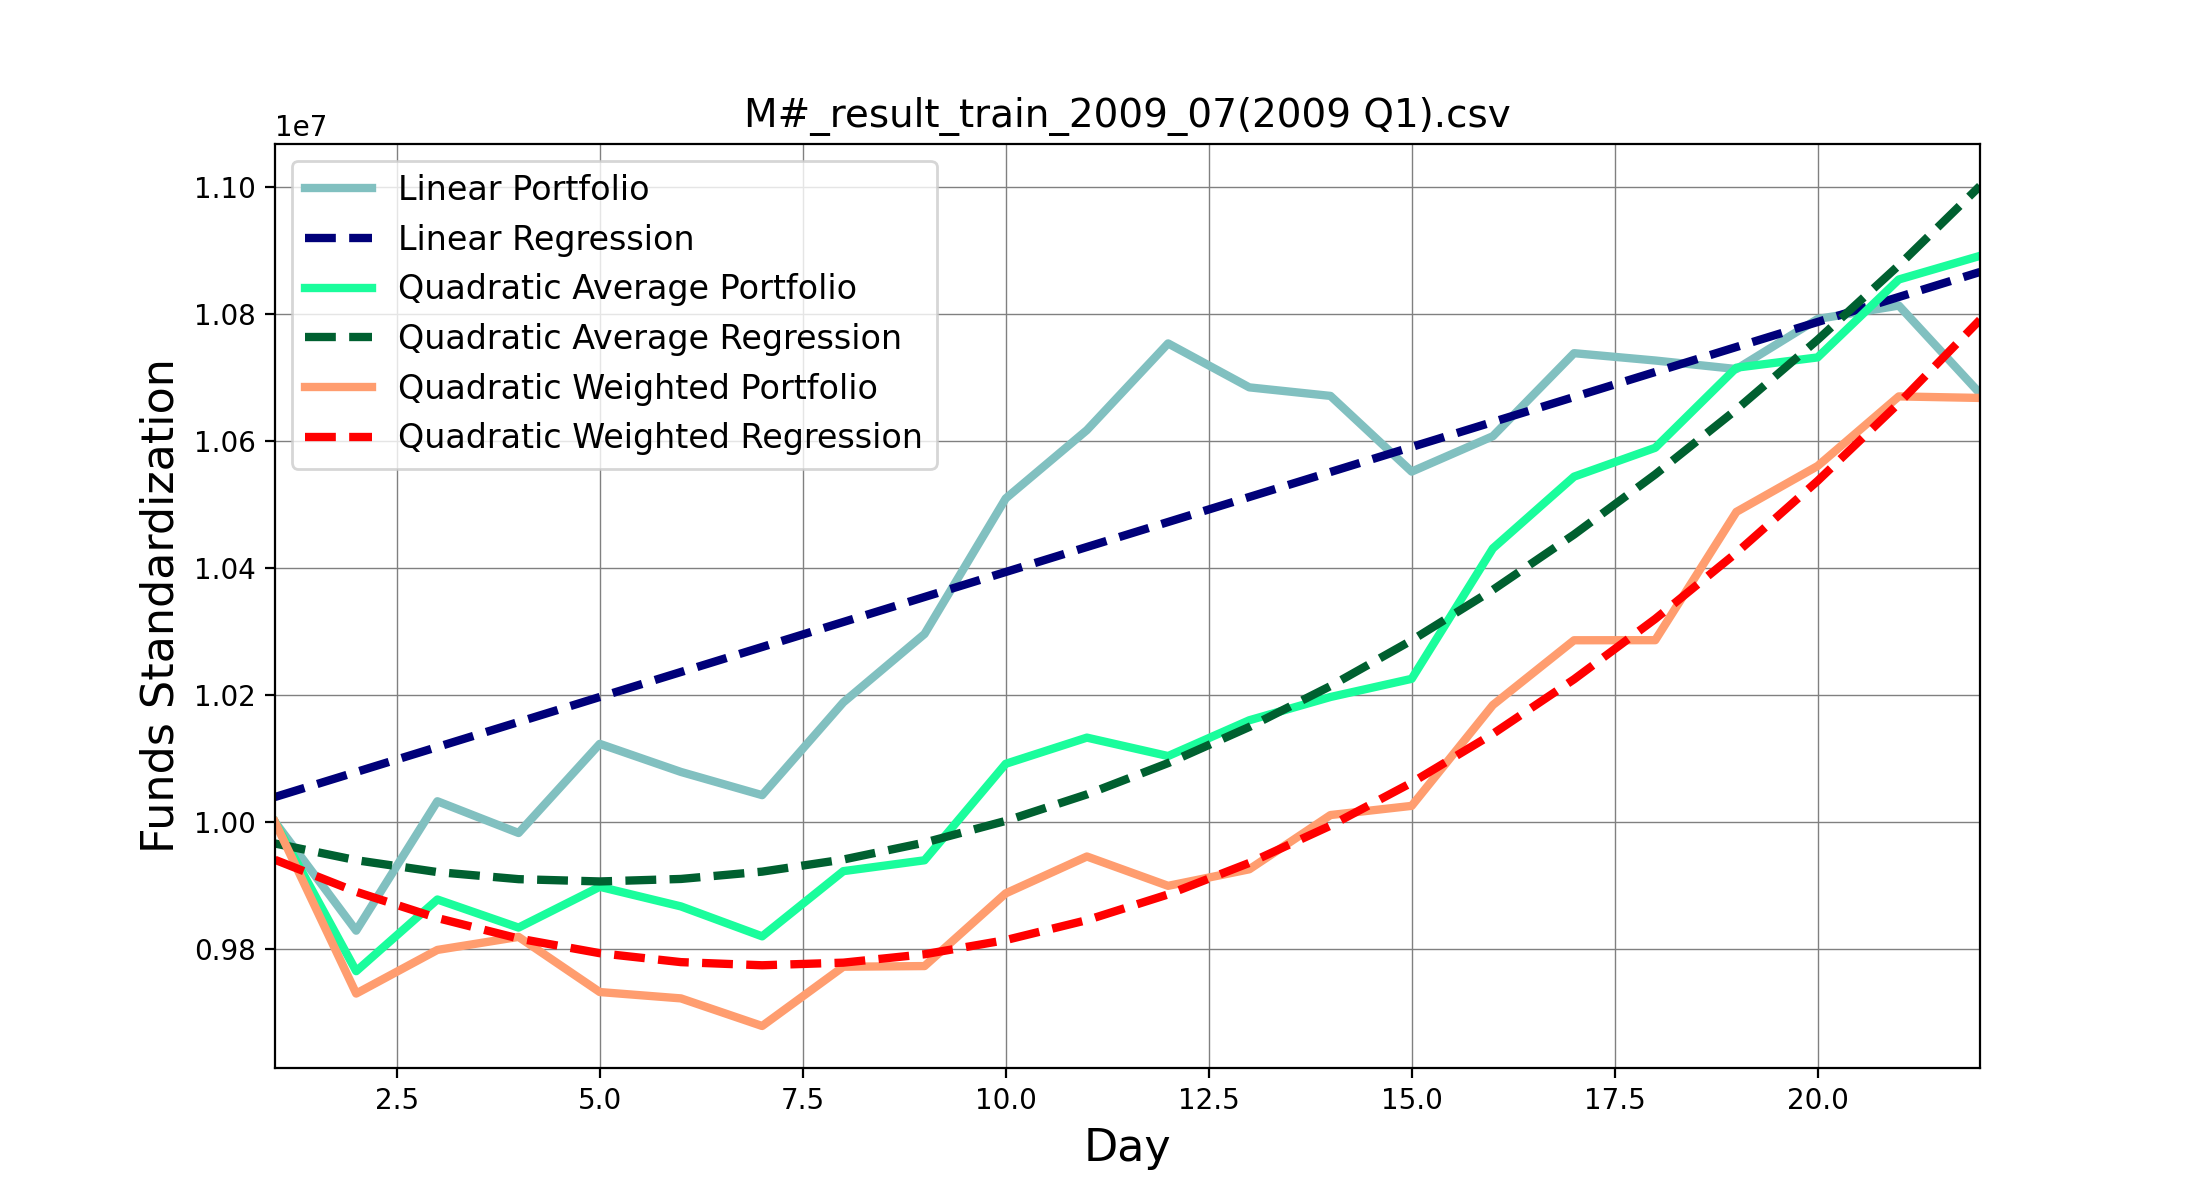 M#_result_train_2009_07(2009 Q1).csv
1e7
Linear Portfolio
Linear Regression
Quadratic Average Portfolio
Quadratic Average Regression
Quadratic Weighted Portfolio
Quadratic Weighted Regression
Funds Standardization
1.10
1.08
1.06
1.04
1.02
1.00
0.98
2.5 5.0 7.5 10.0 12.5 15.0 17.5 20.0
Day